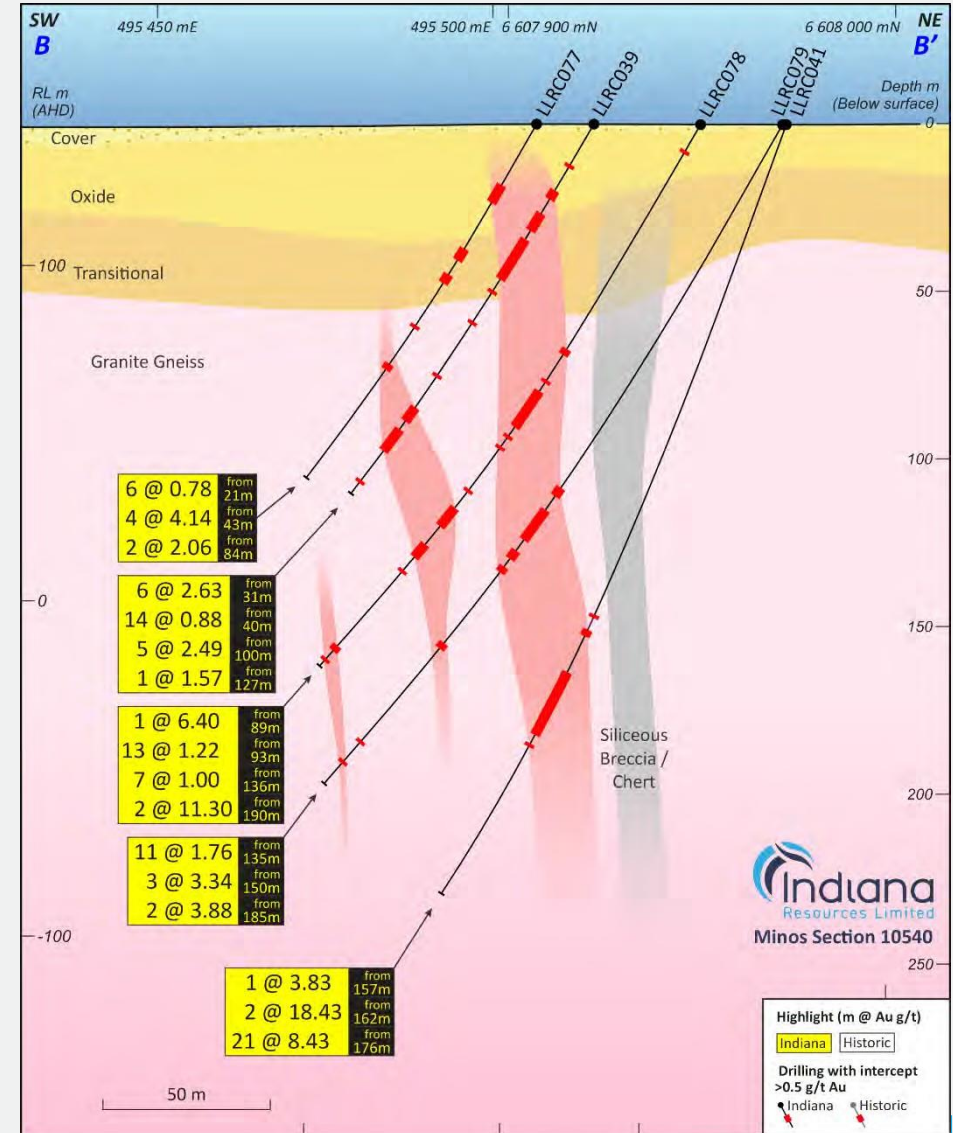 SW
B
495 450 mE
495 500 mE
6 607 900 mN
6 608 000 mN
NE
B’
RL m
(AHD)
Depth m
(Below surface)
LLRC077
LLRC039
LLRC078
LLRC079
LLRC041
0
Cover
Oxide
100
Transitional
50
Granite Gneiss
100
6 @ 0.78 from 21m
4 @ 4.14 from 43m
2 @ 2.06 from 84m
6 @ 2.63 from 31m
14 @ 0.88 from 40m
5 @ 2.49 from 100m
1 @ 1.57 from 127m
0
150
1 @ 6.40 from 89m
13 @ 1.22 from 93m
7 @ 1.00 from 136m
2 @ 11.30 from 190m
Siliceous
Breccia /
Chert
200
11 @ 1.76 from 135m
3 @ 3.34 from 150m
2 @ 3.88 from 185m
Indiana
Resources Limited
Minos Section 10540
-100
250
1 @ 3.83 from 157m
2 @ 18.43 from 162m
21 @ 8.43 from 176m
50 m
Highlight (m @ Au g/t)
Indiana
Historic
Drilling with intercept
>0.5 g/t Au
Indiana
Historic